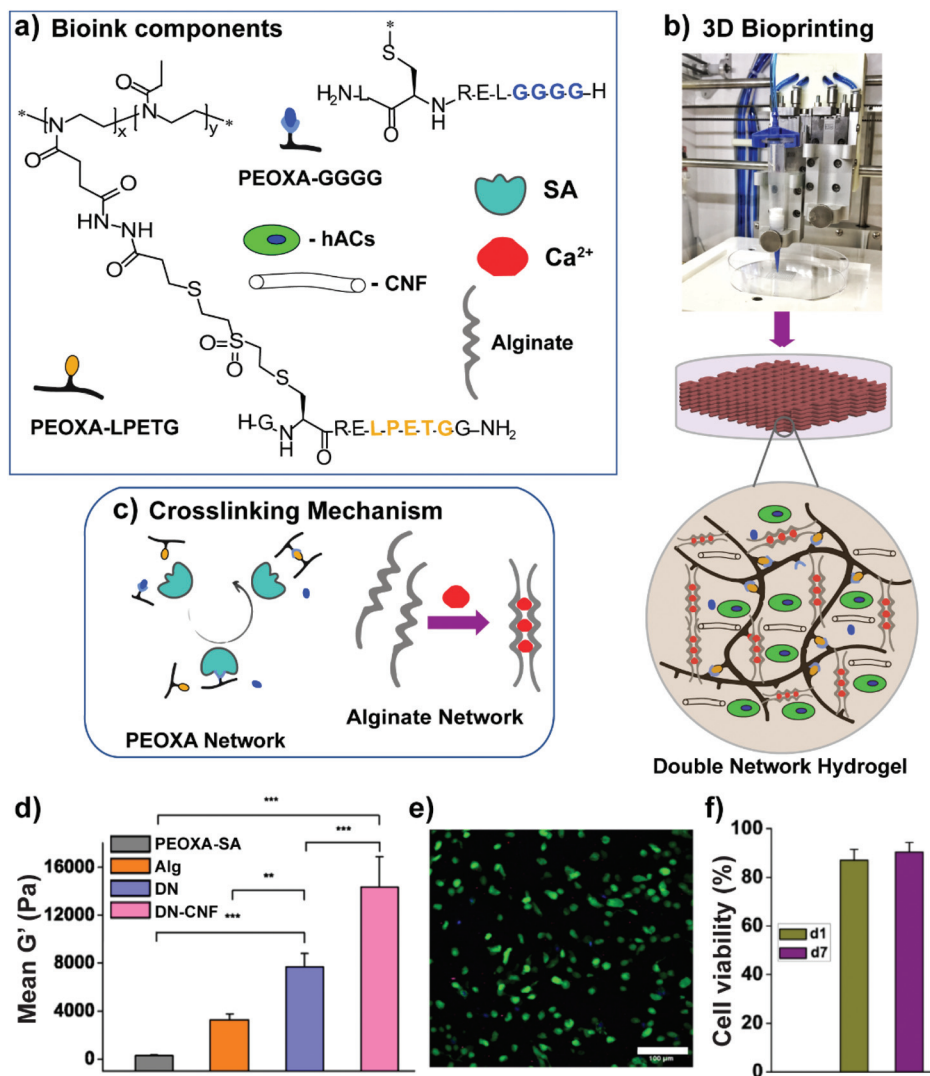 a) Bioink components
*
S
H₂N-L
O
N
H
R-E-L-GGGG-H
*
N
x
N
y
*
O
O
PEOXA-GGGG
O
NH
NH
O
S
O
O
S
S
SA
- hACs
Ca²⁺
- CNF
Alginate
PEOXA-LPETG
H-G
N
H
O
R-E-L-P-E-T-G-G-NH₂
b) 3D Bioprinting
Double Network Hydrogel
c) Crosslinking Mechanism
PEOXA Network
Alginate Network
d)
Mean G' (Pa)
16000
12000
8000
4000
0
PEOXA-SA
Alg
DN
DN-CNF
***
***
**
***
e)
100 µm
f)
Cell viability (%)
100
80
60
40
20
0
d1
d7